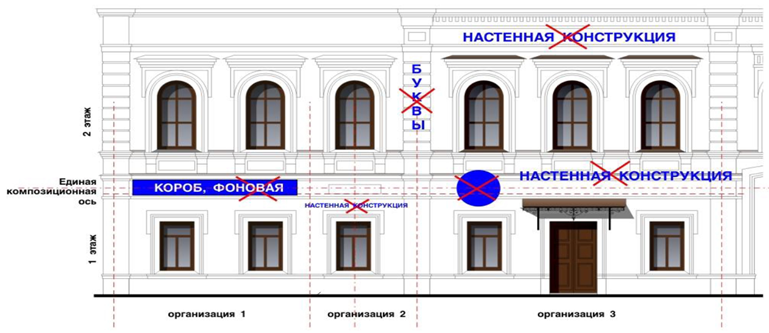 НАСТЕННАЯ КОНСТРУКЦИЯ
БУКВЫ
2 этаж
Единая
композиционная
ось
КОРОБ, ФОНОВАЯ
НАСТЕННАЯ КОНСТРУКЦИЯ
НАСТЕННАЯ КОНСТРУКЦИЯ
1 этаж
организация 1
организация 2
организация 3